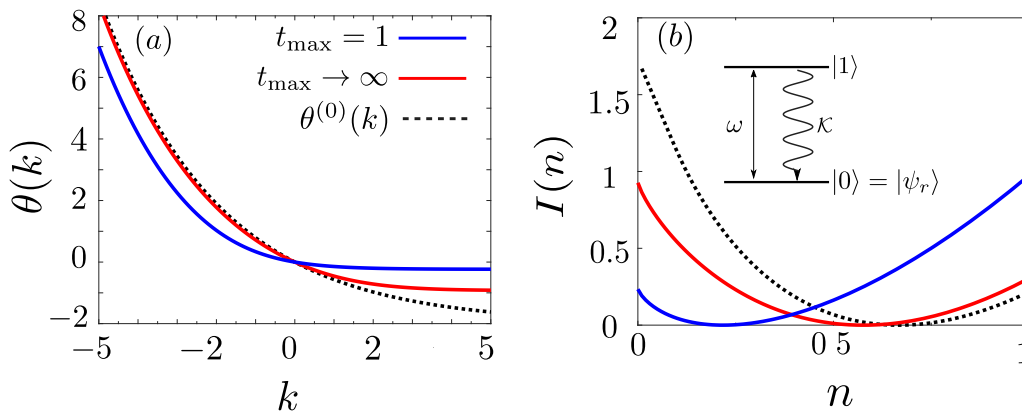 (a)
t_max = 1
t_max → ∞
θ^(0)(k)
8
6
4
2
0
−2
θ(k)
−5
−2
0
2
5
k
(b)
2
1.5
1
0.5
0
I(n)
|1⟩
ω
𝒦
|0⟩ = |ψ_r⟩
0
0 5
1
n